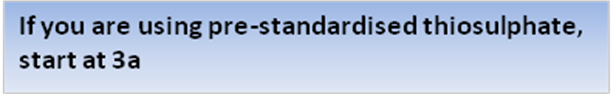 If you are using pre-standardised thiosulphate,
start at 3a